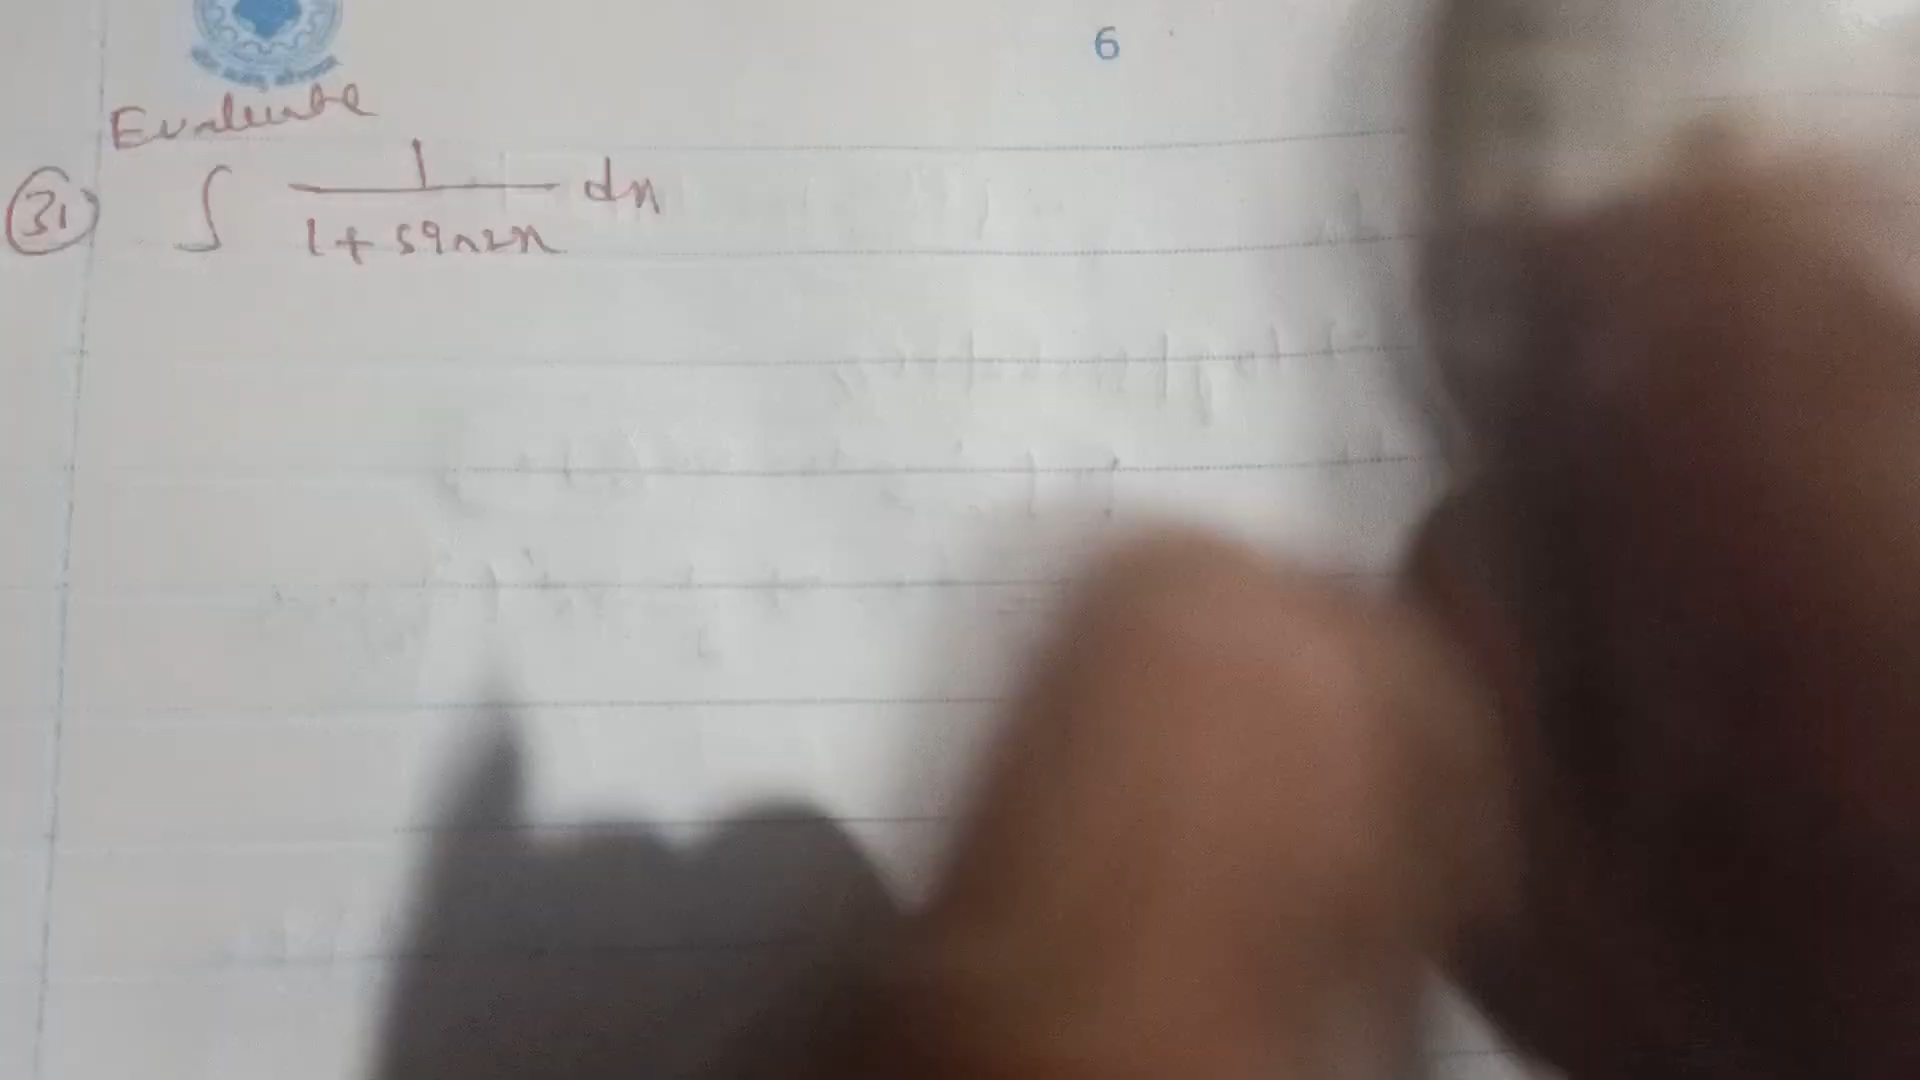 6
Evaluate
31 ∫ 1/(1+sin2x) dx